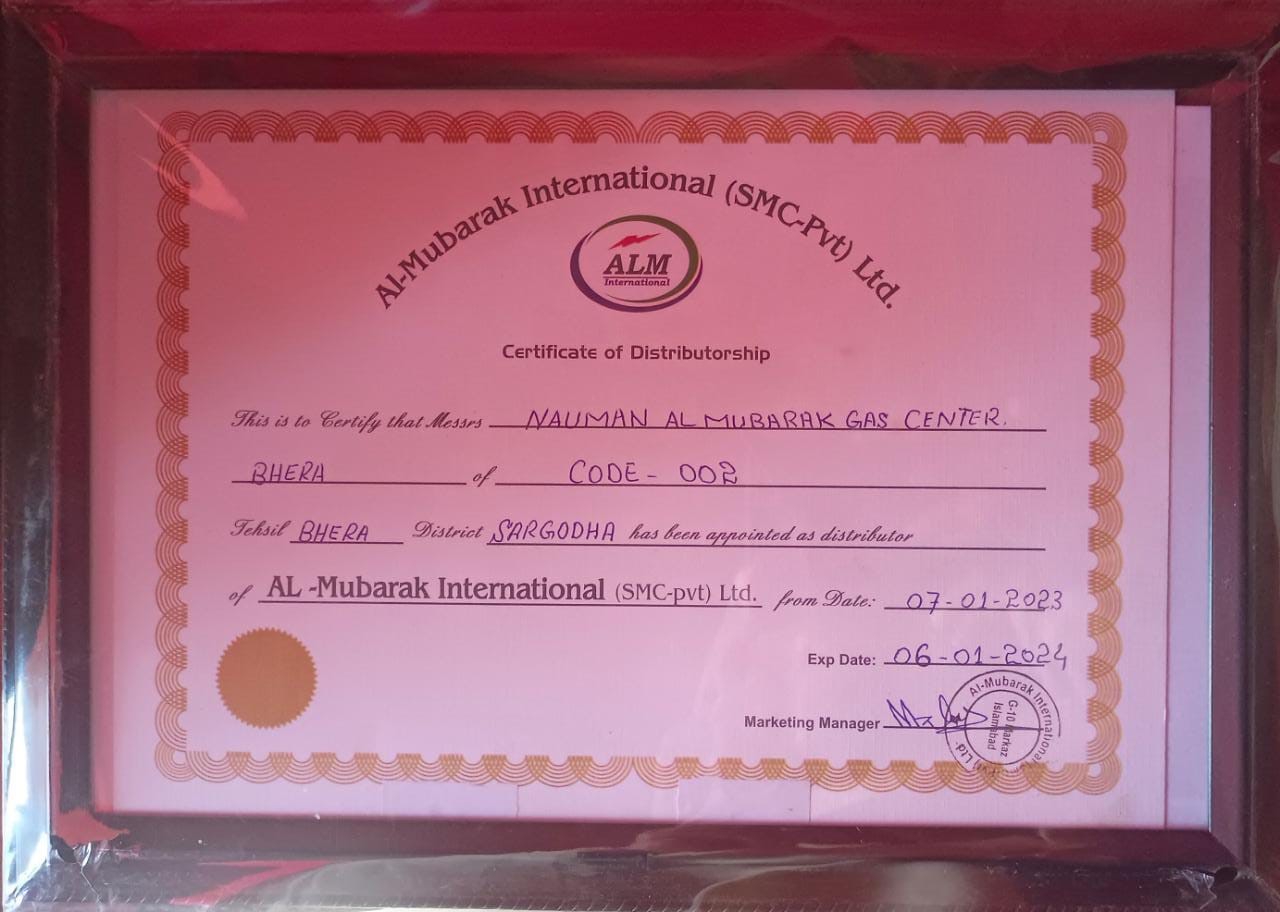 Al-Mubarak International (SMC-Pvt) Ltd.
ALM
International
Certificate of Distributorship
This is to Certify that Messrs NAUMAN AL MUBARAK GAS CENTER.
BHERA of CODE - 002
Tehsil BHERA District SARGODHA has been appointed as distributor
of AL -Mubarak International (SMC-pvt) Ltd. from Date: 07-01-2023
Exp Date: 06-01-2024
Marketing Manager
Al-Mubarak International Ltd.
G-10 Markaz
Islamabad